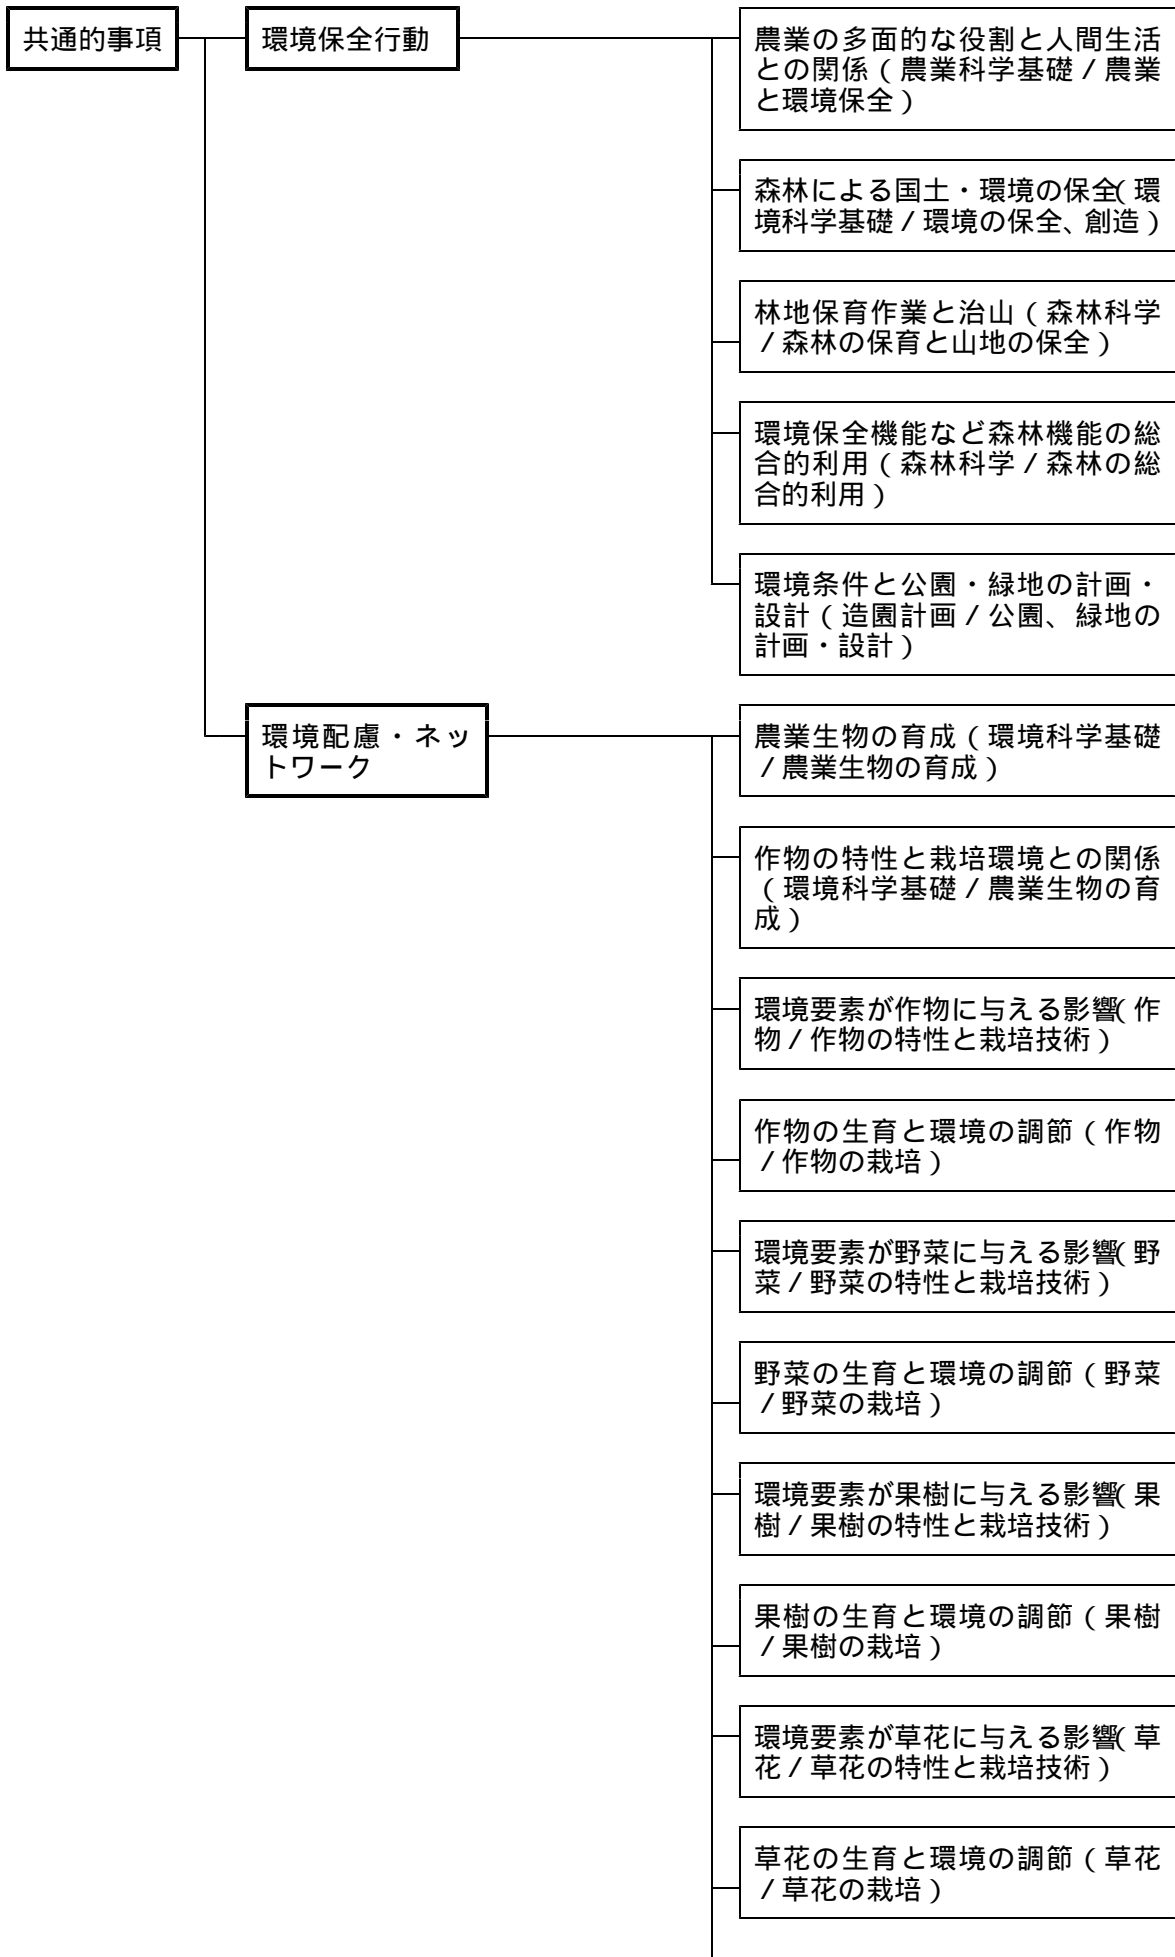 共通的事項
環境保全行動
農業の多面的な役割と人間生活
との関係（農業科学基礎／農業
と環境保全）
森林による国土・環境の保全（環
境科学基礎／環境の保全、創造）
林地保育作業と治山（森林科学
／森林の保育と山地の保全）
環境保全機能など森林機能の総
合的利用（森林科学／森林の総
合的利用）
環境条件と公園・緑地の計画・
設計（造園計画／公園、緑地の
計画・設計）
環境配慮・ネッ
トワーク
農業生物の育成（環境科学基礎
／農業生物の育成）
作物の特性と栽培環境との関係
（環境科学基礎／農業生物の育
成）
環境要素が作物に与える影響（作
物／作物の特性と栽培技術）
作物の生育と環境の調節（作物
／作物の栽培）
環境要素が野菜に与える影響（野
菜／野菜の特性と栽培技術）
野菜の生育と環境の調節（野菜
／野菜の栽培）
環境要素が果樹に与える影響（果
樹／果樹の特性と栽培技術）
果樹の生育と環境の調節（果樹
／果樹の栽培）
環境要素が草花に与える影響（草
花／草花の特性と栽培技術）
草花の生育と環境の調節（草花
／草花の栽培）